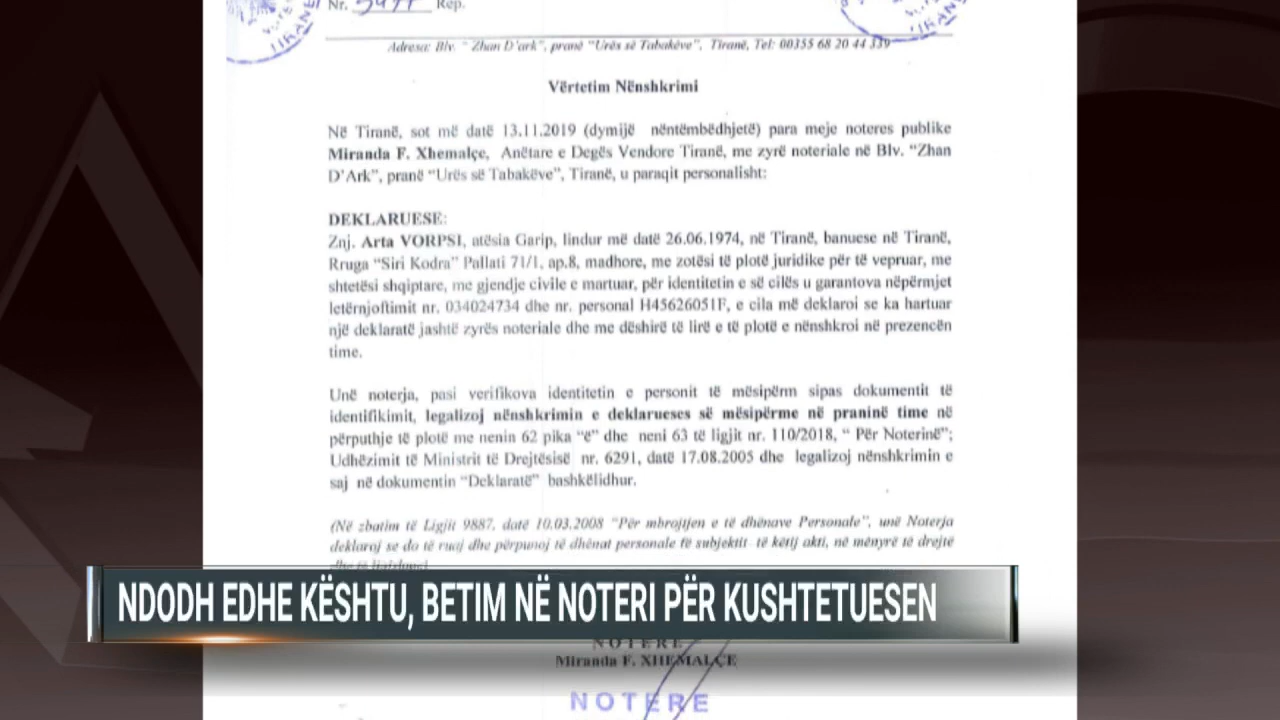 Nr. Rep.
TIRANË
Adresa: Blv. “ Zhan D’ark”, pranë “Urës së Tabakëve”, Tiranë, Tel: 00355 68 20 44 339
Vërtetim Nënshkrimi
Në Tiranë, sot më datë 13.11.2019 (dymijë nëntëmbëdhjetë) para meje noteres publike
Miranda F. Xhemalçe, Anëtare e Degës Vendore Tiranë, me zyrë noteriale në Blv. “Zhan
D’Ark”, pranë “Urës së Tabakëve”, Tiranë, u paraqit personalisht:
DEKLARUESE:
Znj. Arta VORPSI, atësia Garip, lindur më datë 26.06.1974, në Tiranë, banuese në Tiranë,
Rruga “Siri Kodra” Pallati 71/1, ap.8, madhore, me zotësi të plotë juridike për të vepruar, me
shtetësi shqiptare, me gjendje civile e martuar, për identitetin e së cilës u garantova nëpërmjet
letërnjoftimit nr. 034024734 dhe nr. personal H45626051F, e cila më deklaroi se ka hartuar
një deklaratë jashtë zyrës noteriale dhe me dëshirë të lirë e të plotë e nënshkroi në prezencën
time.
Unë noterja, pasi verifikova identitetin e personit të mësipërm sipas dokumentit të
identifikimit, legalizoj nënshkrimin e deklarueses së mësipërme në praninë time në
përputhje të plotë me nenin 62 pika “ë” dhe neni 63 të ligjit nr. 110/2018, “ Për Noterinë”;
Udhëzimit të Ministrit të Drejtësisë nr. 6291, datë 17.08.2005 dhe legalizoj nënshkrimin e
saj në dokumentin “Deklaratë” bashkëlidhur.
(Në zbatim të Ligjit 9887, datë 10.03.2008 “Për mbrojtjen e të dhënave Personale”, unë Noterja
deklaroj se do të ruaj dhe përpunoj të dhënat personale të subjektit të këtij akti, në mënyrë të drejtë
NDODH EDHE KËSHTU, BETIM NË NOTERI PËR KUSHTETUESEN
NOTERE
Miranda F. XHEMALÇE
NOTERE